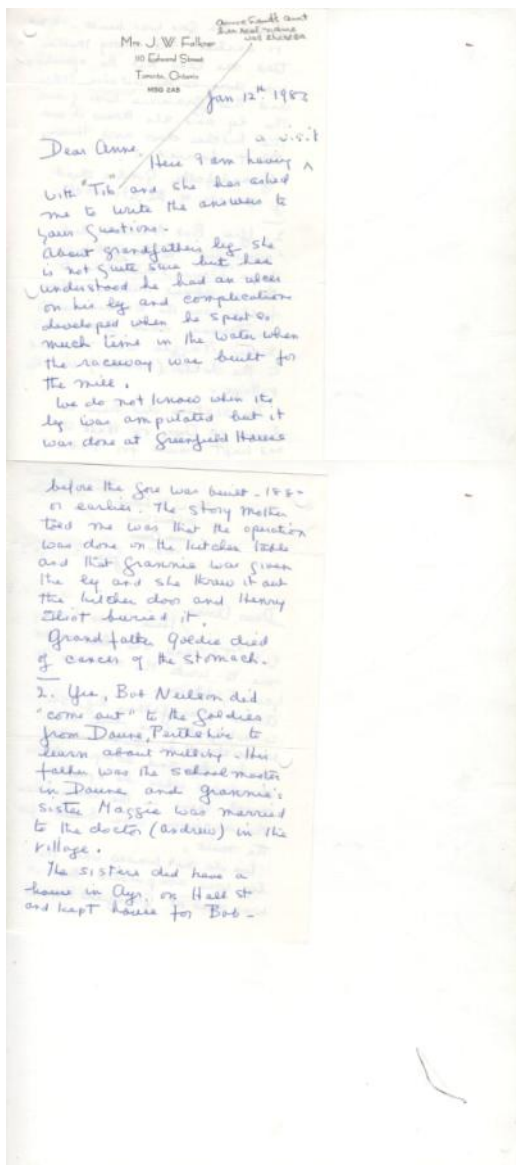 Mrs. J. W. Falkner
110 Edward Street
Toronto, Ontario
M5G 2A8
Jan 12th 1983
a visit
Dear Anne,
Here I am having ^
with "Tib" and she has asked
me to write the answers to
your questions.
About grandfather's leg she
is not quite sure but has
understood he had an ulcer
on his leg and complications
developed when he spent so
much time in the water when
the raceway was built for
the mill.
We do not know when the
leg was amputated but it
was done at Greenfield
before the was built - 188
or earlier. The story mother
told me was that the operation
was done on the kitchen table
and that Grannie was given
the leg and she threw it out
the kitchen door and Henry
Eliot buried it.
Grandfather Goldie died
of cancer of the stomach.
2. Yes, Bob Neilson did
"come out" to the Goldies
from Doune, Perthshire to
learn about milling. His
father was the school master
in Doune and Grannie's
sister Maggie was married
to the doctor (Andrew) in the
village.
The sisters did have a
house in Ayr, on Hall St
and kept house for Bob -